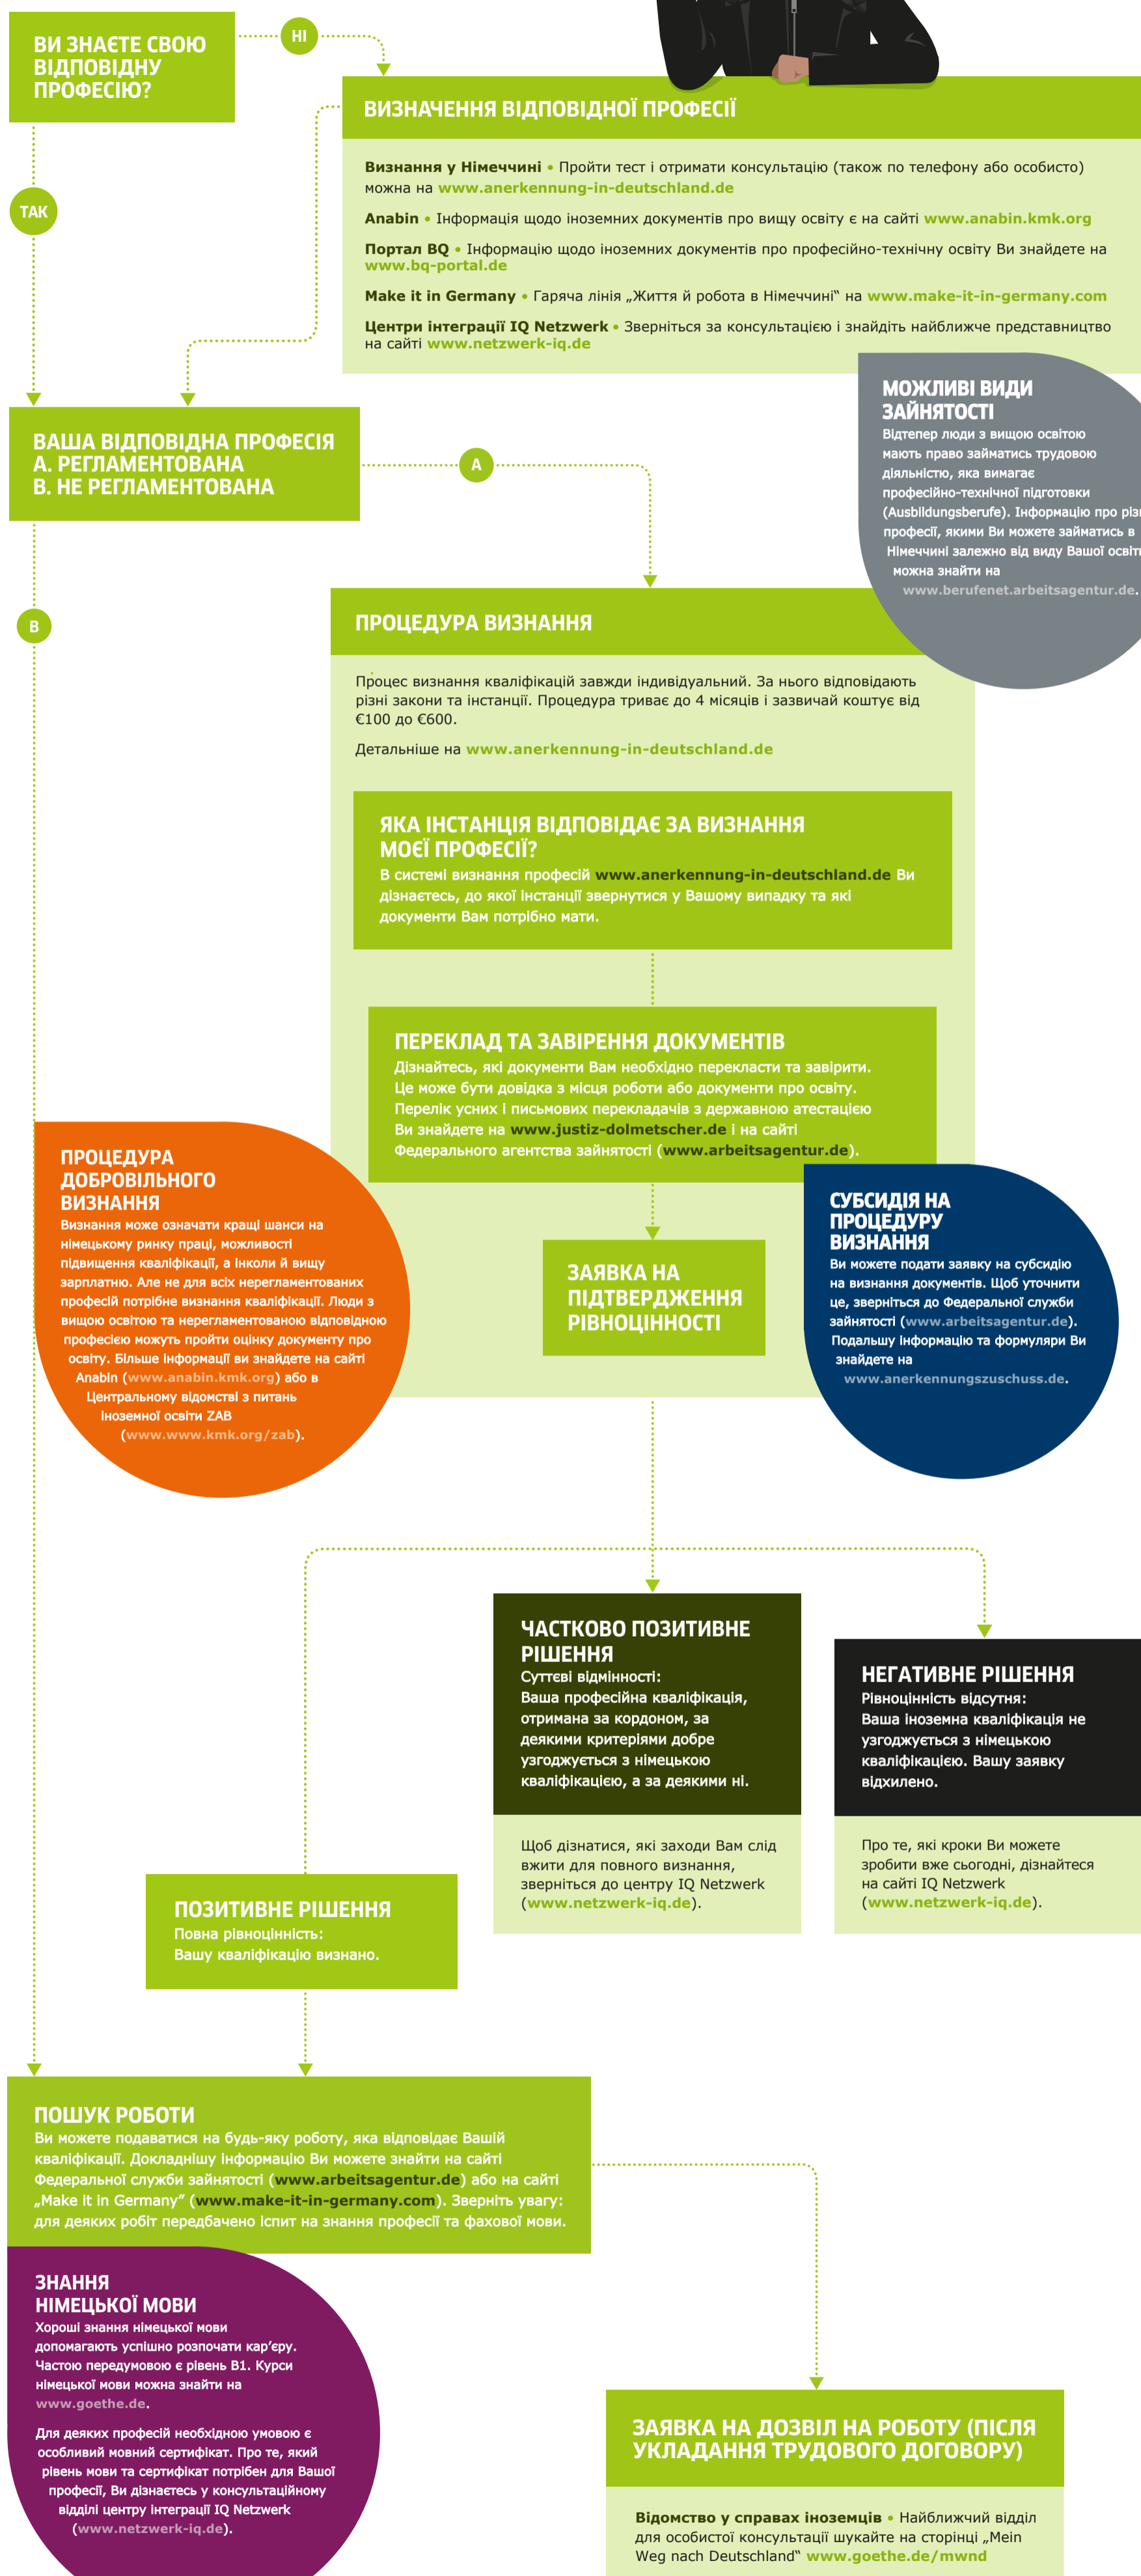 ВИ ЗНАЄТЕ СВОЮ
ВІДПОВІДНУ
ПРОФЕСІЮ?
НІ
ТАК
ВИЗНАЧЕННЯ ВІДПОВІДНОЇ ПРОФЕСІЇ
Визнання у Німеччині • Пройти тест і отримати консультацію (також по телефону або особисто)
можна на www.anerkennung-in-deutschland.de
Anabin • Інформація щодо іноземних документів про вищу освіту є на сайті www.anabin.kmk.org
Портал BQ • Інформацію щодо іноземних документів про професійно-технічну освіту Ви знайдете на
www.bq-portal.de
Make it in Germany • Гаряча лінія „Життя й робота в Німеччині“ на www.make-it-in-germany.com
Центри інтеграції IQ Netzwerk • Зверніться за консультацією і знайдіть найближче представництво
на сайті www.netzwerk-iq.de
МОЖЛИВІ ВИДИ
ЗАЙНЯТОСТІ
Відтепер люди з вищою освітою
мають право займатись трудовою
діяльністю, яка вимагає
професійно-технічної підготовки
(Ausbildungsberufe). Інформацію про різ
професії, якими Ви можете займатись в
Німеччині залежно від виду Вашої освіт
можна знайти на
www.berufenet.arbeitsagentur.de.
ВАША ВІДПОВІДНА ПРОФЕСІЯ
А. РЕГЛАМЕНТОВАНА
В. НЕ РЕГЛАМЕНТОВАНА
А
В
ПРОЦЕДУРА ВИЗНАННЯ
Процес визнання кваліфікацій завжди індивідуальний. За нього відповідають
різні закони та інстанції. Процедура триває до 4 місяців і зазвичай коштує від
€100 до €600.
Детальніше на www.anerkennung-in-deutschland.de
ЯКА ІНСТАНЦІЯ ВІДПОВІДАЄ ЗА ВИЗНАННЯ
МОЄЇ ПРОФЕСІЇ?
В системі визнання професій www.anerkennung-in-deutschland.de Ви
дізнаєтесь, до якої інстанції звернутися у Вашому випадку та які
документи Вам потрібно мати.
ПЕРЕКЛАД ТА ЗАВІРЕННЯ ДОКУМЕНТІВ
Дізнайтесь, які документи Вам необхідно перекласти та завірити.
Це може бути довідка з місця роботи або документи про освіту.
Перелік усних і письмових перекладачів з державною атестацією
Ви знайдете на www.justiz-dolmetscher.de і на сайті
Федерального агентства зайнятості (www.arbeitsagentur.de).
ПРОЦЕДУРА
ДОБРОВІЛЬНОГО
ВИЗНАННЯ
Визнання може означати кращі шанси на
німецькому ринку праці, можливості
підвищення кваліфікації, а інколи й вищу
зарплатню. Але не для всіх нерегламентованих
професій потрібне визнання кваліфікації. Люди з
вищою освітою та нерегламентованою відповідною
професією можуть пройти оцінку документу про
освіту. Більше інформації ви знайдете на сайті
Anabin (www.anabin.kmk.org) або в
Центральному відомстві з питань
іноземної освіти ZAB
(www.www.kmk.org/zab).
ЗАЯВКА НА
ПІДТВЕРДЖЕННЯ
РІВНОЦІННОСТІ
СУБСИДІЯ НА
ПРОЦЕДУРУ
ВИЗНАННЯ
Ви можете подати заявку на субсидію
на визнання документів. Щоб уточнити
це, зверніться до Федеральної служби
зайнятості (www.arbeitsagentur.de).
Подальшу інформацію та формуляри Ви
знайдете на
www.anerkennungszuschuss.de.
ЧАСТКОВО ПОЗИТИВНЕ
РІШЕННЯ
Суттєві відмінності:
Ваша професійна кваліфікація,
отримана за кордоном, за
деякими критеріями добре
узгоджується з німецькою
кваліфікацією, а за деякими ні.
Щоб дізнатися, які заходи Вам слід
вжити для повного визнання,
зверніться до центру IQ Netzwerk
(www.netzwerk-iq.de).
НЕГАТИВНЕ РІШЕННЯ
Рівноцінність відсутня:
Ваша іноземна кваліфікація не
узгоджується з німецькою
кваліфікацією. Вашу заявку
відхилено.
Про те, які кроки Ви можете
зробити вже сьогодні, дізнайтеся
на сайті IQ Netzwerk
(www.netzwerk-iq.de).
ПОЗИТИВНЕ РІШЕННЯ
Повна рівноцінність:
Вашу кваліфікацію визнано.
ПОШУК РОБОТИ
Ви можете подаватися на будь-яку роботу, яка відповідає Вашій
кваліфікації. Докладнішу інформацію Ви можете знайти на сайті
Федеральної служби зайнятості (www.arbeitsagentur.de) або на сайті
„Make it in Germany“ (www.make-it-in-germany.com). Зверніть увагу:
для деяких робіт передбачено іспит на знання професії та фахової мови.
ЗНАННЯ
НІМЕЦЬКОЇ МОВИ
Хороші знання німецької мови
допомагають успішно розпочати кар’єру.
Частою передумовою є рівень B1. Курси
німецької мови можна знайти на
www.goethe.de.
Для деяких професій необхідною умовою є
особливий мовний сертифікат. Про те, який
рівень мови та сертифікат потрібен для Вашої
професії, Ви дізнаєтесь у консультаційному
відділі центру інтеграції IQ Netzwerk
(www.netzwerk-iq.de).
ЗАЯВКА НА ДОЗВІЛ НА РОБОТУ (ПІСЛЯ
УКЛАДАННЯ ТРУДОВОГО ДОГОВОРУ)
Відомство у справах іноземців • Найближчий відділ
для особистої консультації шукайте на сторінці „Mein
Weg nach Deutschland“ www.goethe.de/mwnd